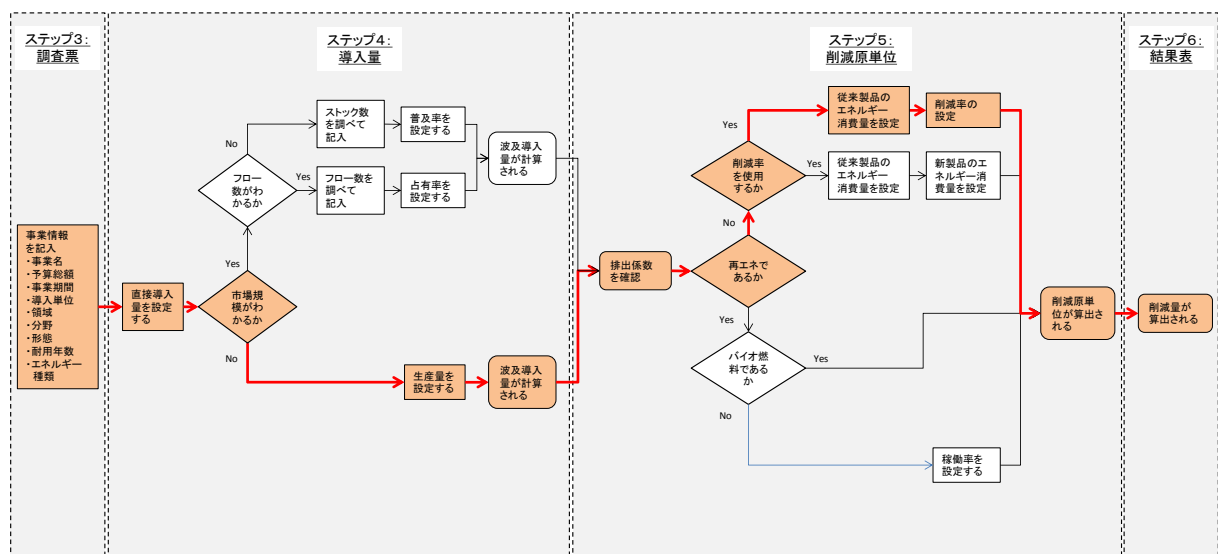 ステップ3：
調査票
事業情報
を記入
・事業名
・予算総額
・事業期間
・導入単位
・領域
・分野
・形態
・耐用年数
・エネルギー
種類
ステップ4：
導入量
直接導入
量を設定
する
市場規
模がわ
かるか
Yes
No
フロー
数がわ
かるか
No
Yes
ストック数
を調べて
記入
普及率を
設定する
フロー数を
調べて
記入
占有率を
設定する
波及導入
量が計算
される
生産量を
設定する
波及導入
量が計算
される
ステップ5：
削減原単位
排出係数
を確認
再エネで
あるか
No
Yes
削減率
を使用
するか
Yes
Yes
従来製品の
エネルギー
消費量を設定
削減率の
設定
従来製品の
エネルギー
消費量を設定
新製品のエ
ネルギー消
費量を設定
バイオ燃
料である
か
Yes
No
稼働率を
設定する
削減原単
位が算出さ
れる
ステップ6：
結果表
削減量が
算出される